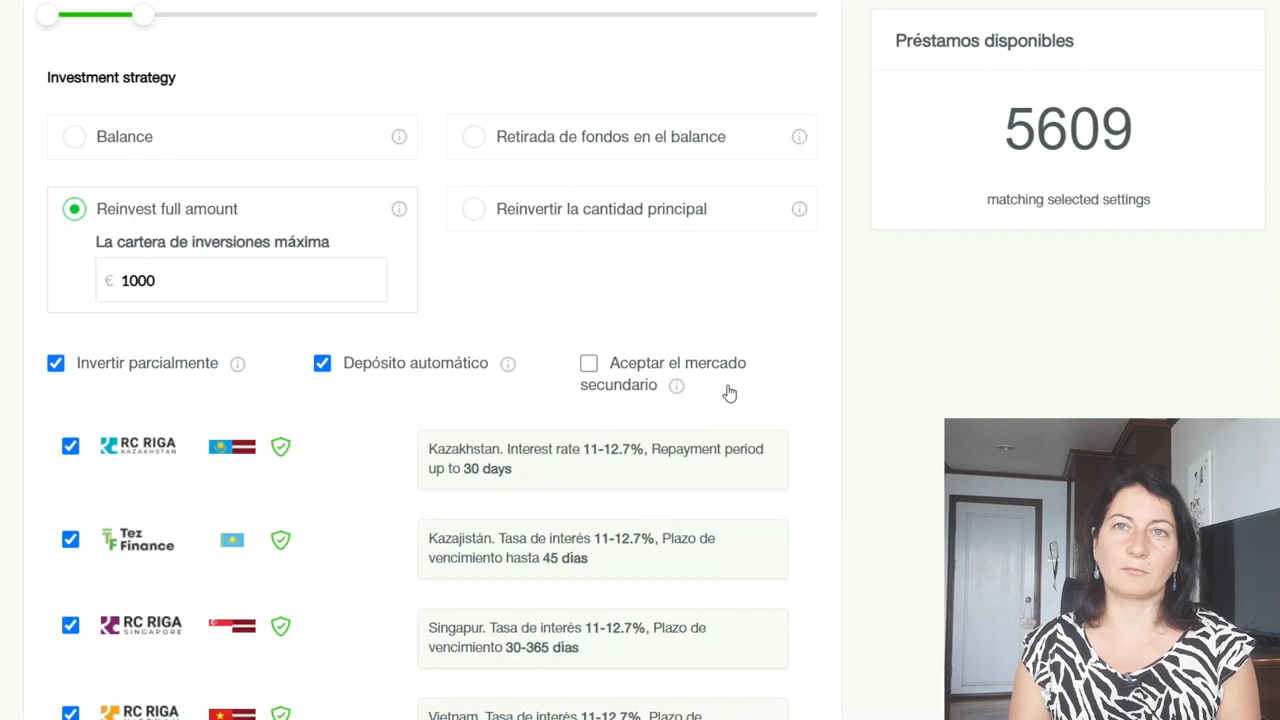 Préstamos disponibles
5609
matching selected settings
Investment strategy
Balance
Retirada de fondos en el balance
Reinvest full amount
La cartera de inversiones máxima
€ 1000
Reinvertir la cantidad principal
Invertir parcialmente
Depósito automático
Aceptar el mercado
secundario
RC RIGA
KAZAKHSTAN
Kazakhstan. Interest rate 11-12.7%, Repayment period
up to 30 days
Tez
Finance
Kazajistán. Tasa de interés 11-12.7%, Plazo de
vencimiento hasta 45 días
RC RIGA
SINGAPORE
Singapur. Tasa de interés 11-12.7%, Plazo de
vencimiento 30-365 días
RC RIGA
Vietnam. Tasa de interés 11-12.7%, Plazo de